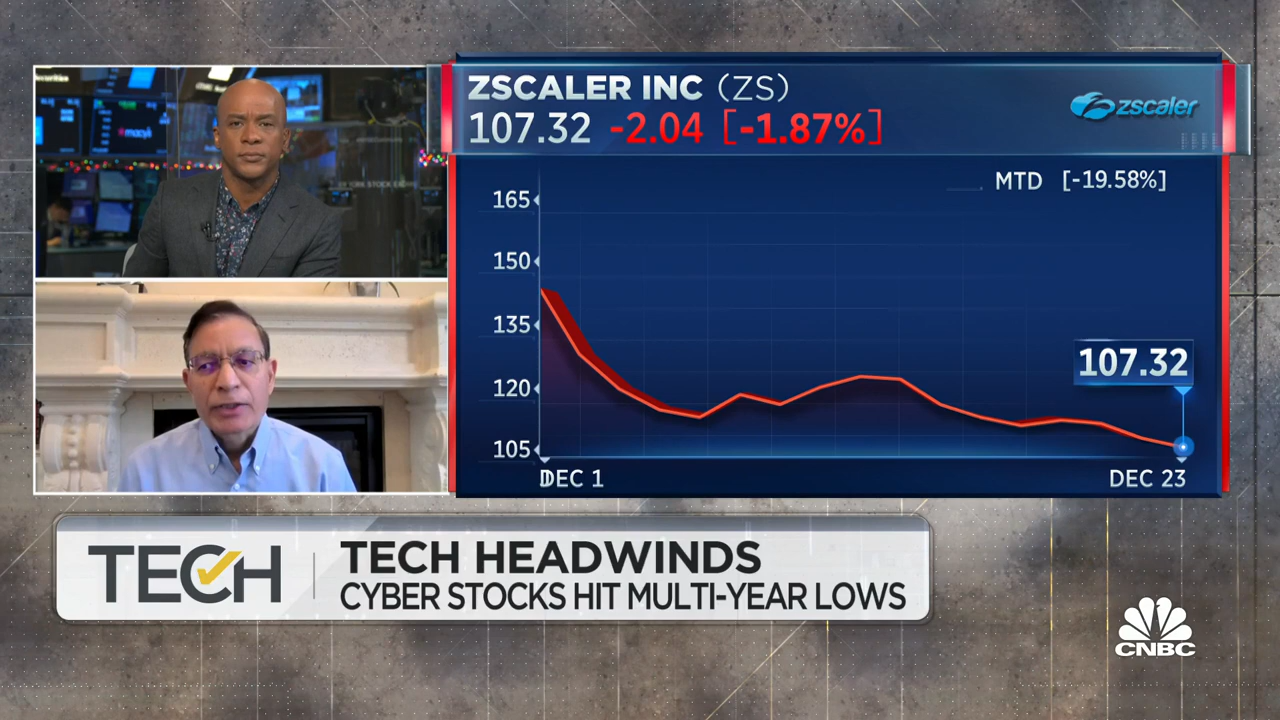 ZSCALER INC (ZS)
107.32 -2.04 [-1.87%]
zscaler
MTD [-19.58%]
165
150
135
120
105
107.32
DEC 1
DEC 23
macy's
TECH
TECH HEADWINDS
CYBER STOCKS HIT MULTI-YEAR LOWS
CNBC